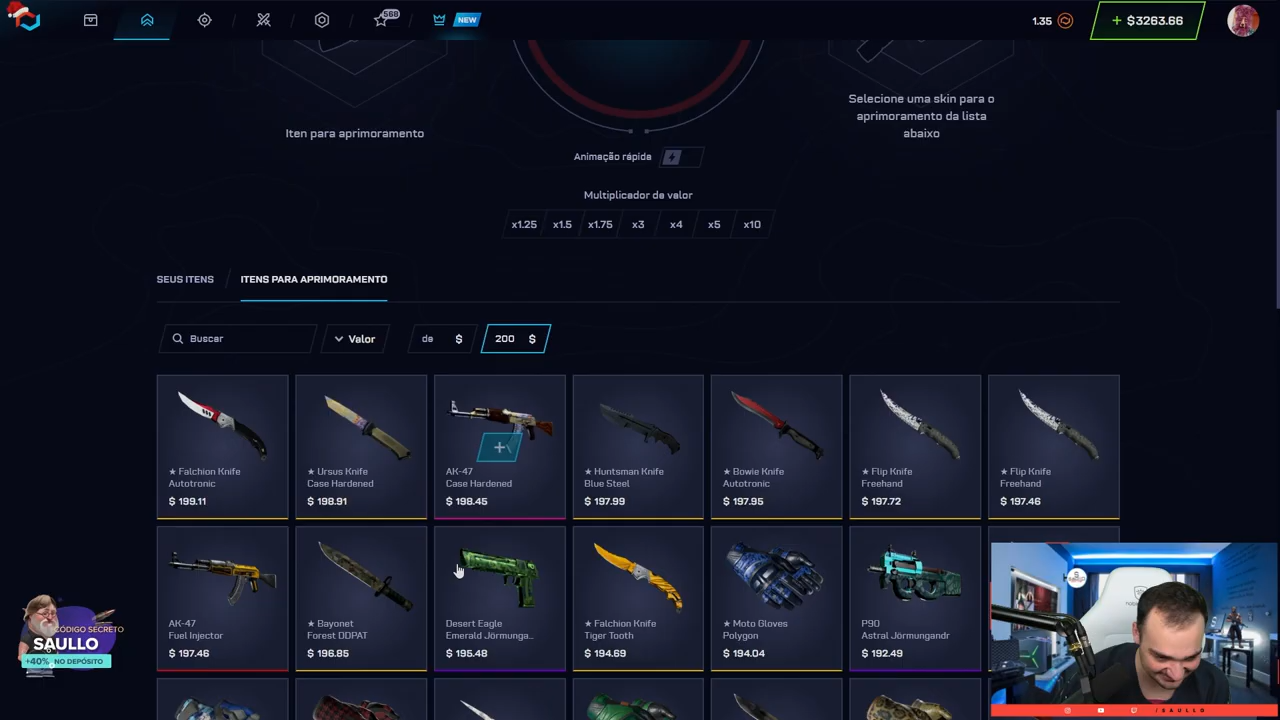 568
NEW
1.35
+ $3263.66
Iten para aprimoramento
Selecione uma skin para o
aprimoramento da lista
abaixo
Animação rápida
Multiplicador de valor
x1.25 x1.5 x1.75 x3 x4 x5 x10
SEUS ITENS / ITENS PARA APRIMORAMENTO
Buscar
Valor
de $
200 $
★ Falchion Knife
Autotronic
$ 199.11
★ Ursus Knife
Case Hardened
$ 198.91
AK-47
Case Hardened
$ 198.45
★ Huntsman Knife
Blue Steel
$ 197.99
★ Bowie Knife
Autotronic
$ 197.95
★ Flip Knife
Freehand
$ 197.72
★ Flip Knife
Freehand
$ 197.46
AK-47
Fuel Injector
$ 197.46
★ Bayonet
Forest DDPAT
$ 196.85
Desert Eagle
Emerald Jörmunga...
$ 195.48
★ Falchion Knife
Tiger Tooth
$ 194.69
★ Moto Gloves
Polygon
$ 194.04
P90
Astral Jörmungandr
$ 192.49
CÓDIGO SECRETO
SAULLO
+40% NO DEPÓSITO
/SAULLO